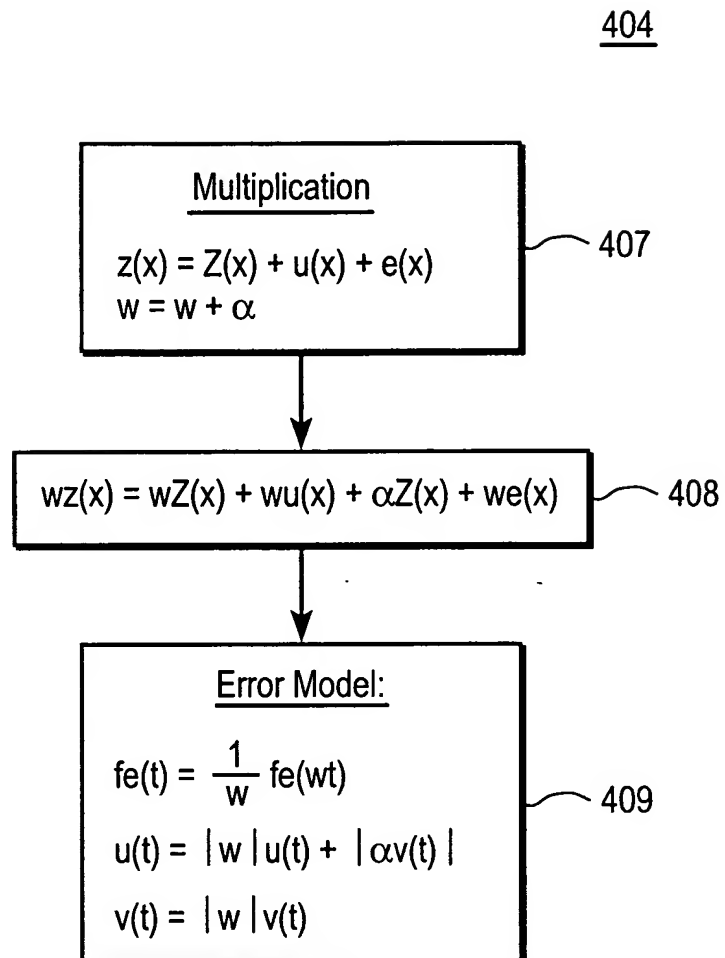 404
Multiplication
z(x) = Z(x) + u(x) + e(x)
w = w + α
407
wz(x) = wZ(x) + wu(x) + αZ(x) + we(x)
408
Error Model:
fe(t) = 1/w fe(wt)
u(t) = |w|u(t) + |αv(t)|
v(t) = |w|v(t)
409